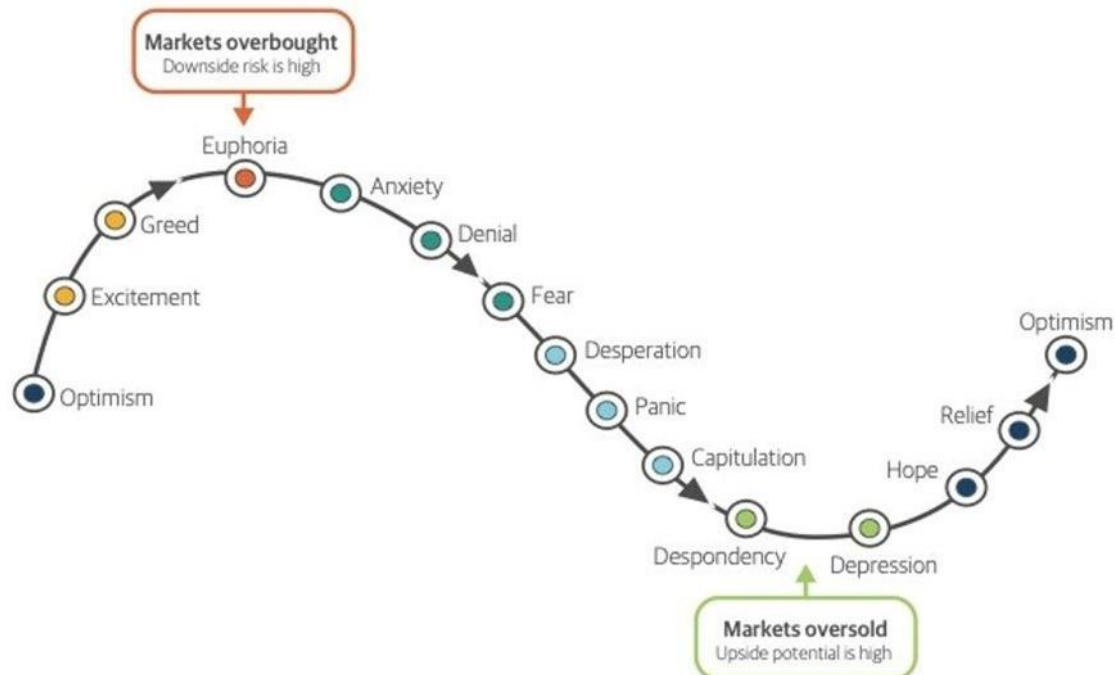 Markets overbought
Downside risk is high
Euphoria
Anxiety
Greed
Denial
Excitement
Fear
Optimism
Desperation
Panic
Capitulation
Despondency
Depression
Hope
Relief
Optimism
Markets oversold
Upside potential is high